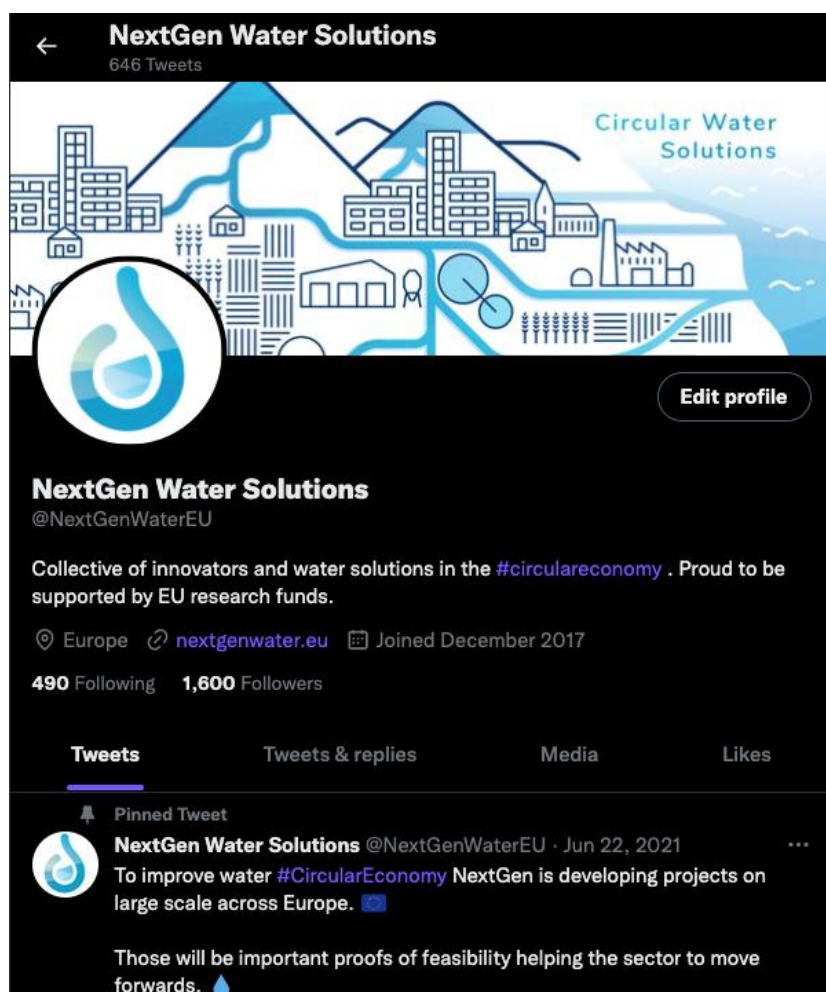 NextGen Water Solutions
646 Tweets
Circular Water
Solutions
Edit profile
NextGen Water Solutions
@NextGenWaterEU
Collective of innovators and water solutions in the #circulareconomy . Proud to be
supported by EU research funds.
Europe nextgenwater.eu Joined December 2017
490 Following 1,600 Followers
Tweets Tweets & replies Media Likes
Pinned Tweet
NextGen Water Solutions @NextGenWaterEU · Jun 22, 2021 ···
To improve water #CircularEconomy NextGen is developing projects on
large scale across Europe. 🇪🇺
Those will be important proofs of feasibility helping the sector to move
forwards. 💧